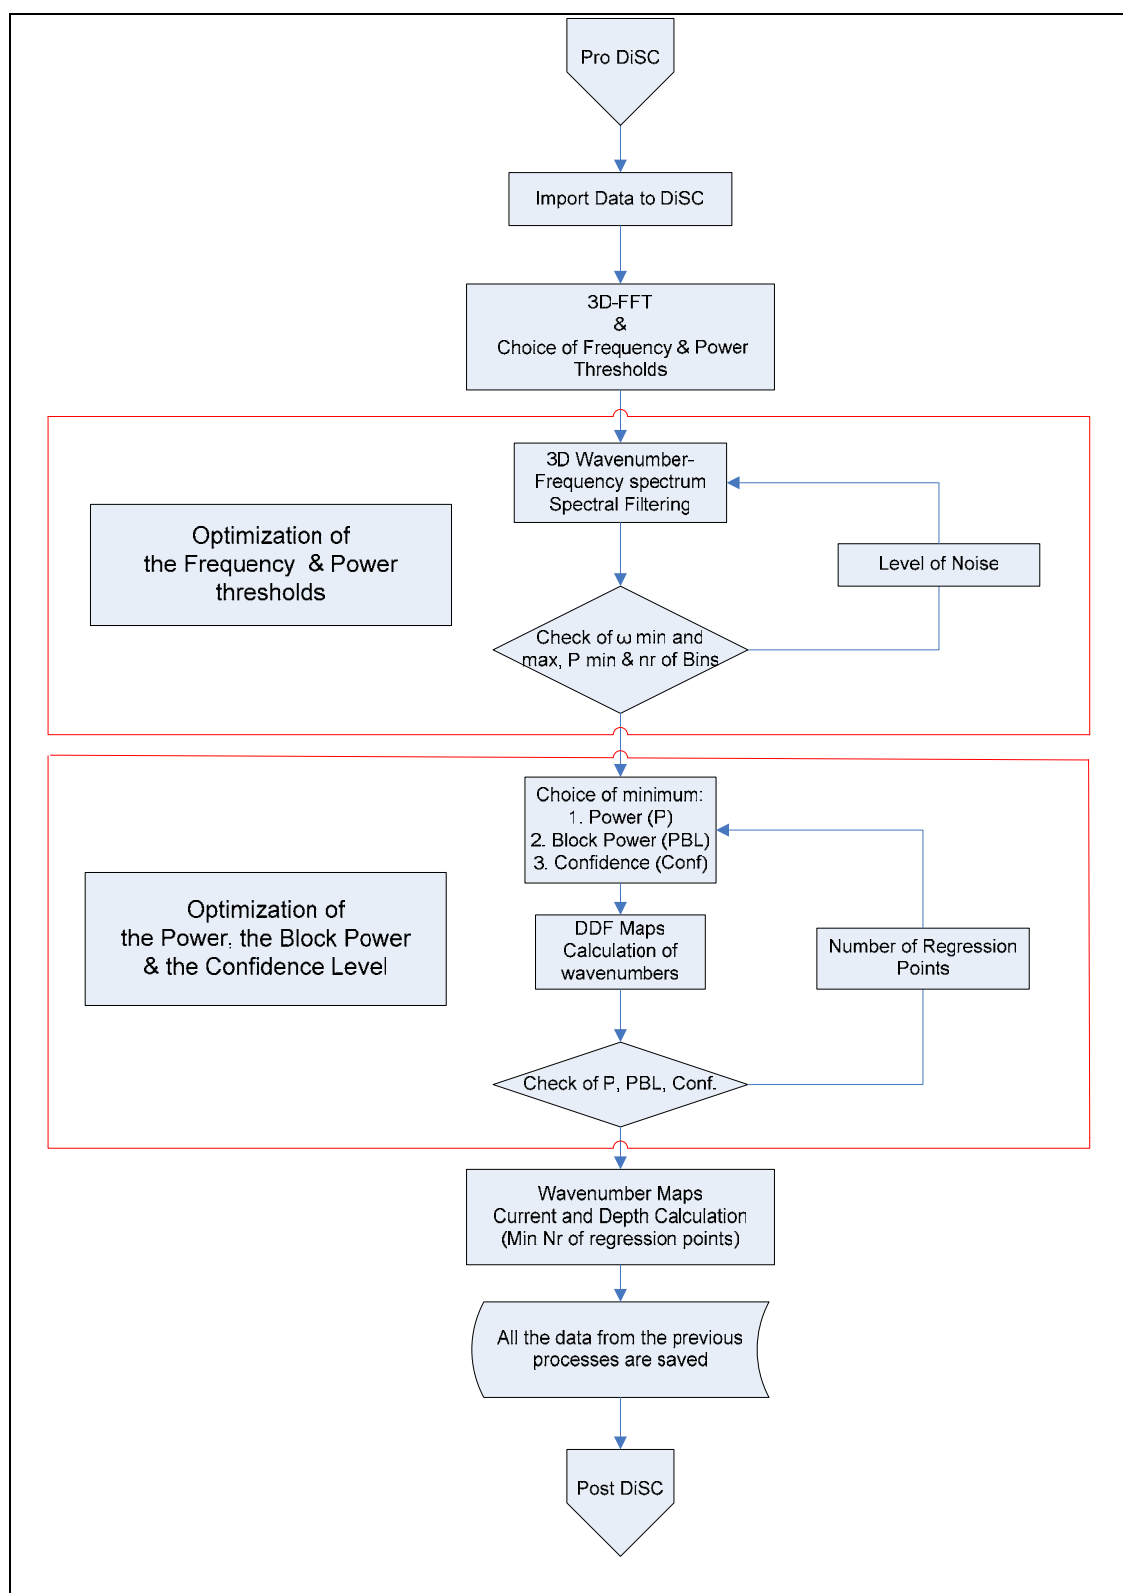 Pro DiSC
Import Data to DiSC
3D-FFT
&
Choice of Frequency & Power
Thresholds
3D Wavenumber-
Frequency spectrum
Spectral Filtering
Optimization of
the Frequency & Power
thresholds
Level of Noise
Check of ω min and
max, P min & nr of Bins
Choice of minimum:
1. Power (P)
2. Block Power (PBL)
3. Confidence (Conf)
Optimization of
the Power, the Block Power
& the Confidence Level
DDF Maps
Calculation of
wavenumbers
Number of Regression
Points
Check of P, PBL, Conf.
Wavenumber Maps
Current and Depth Calculation
(Min Nr of regression points)
All the data from the previous
processes are saved
Post DiSC